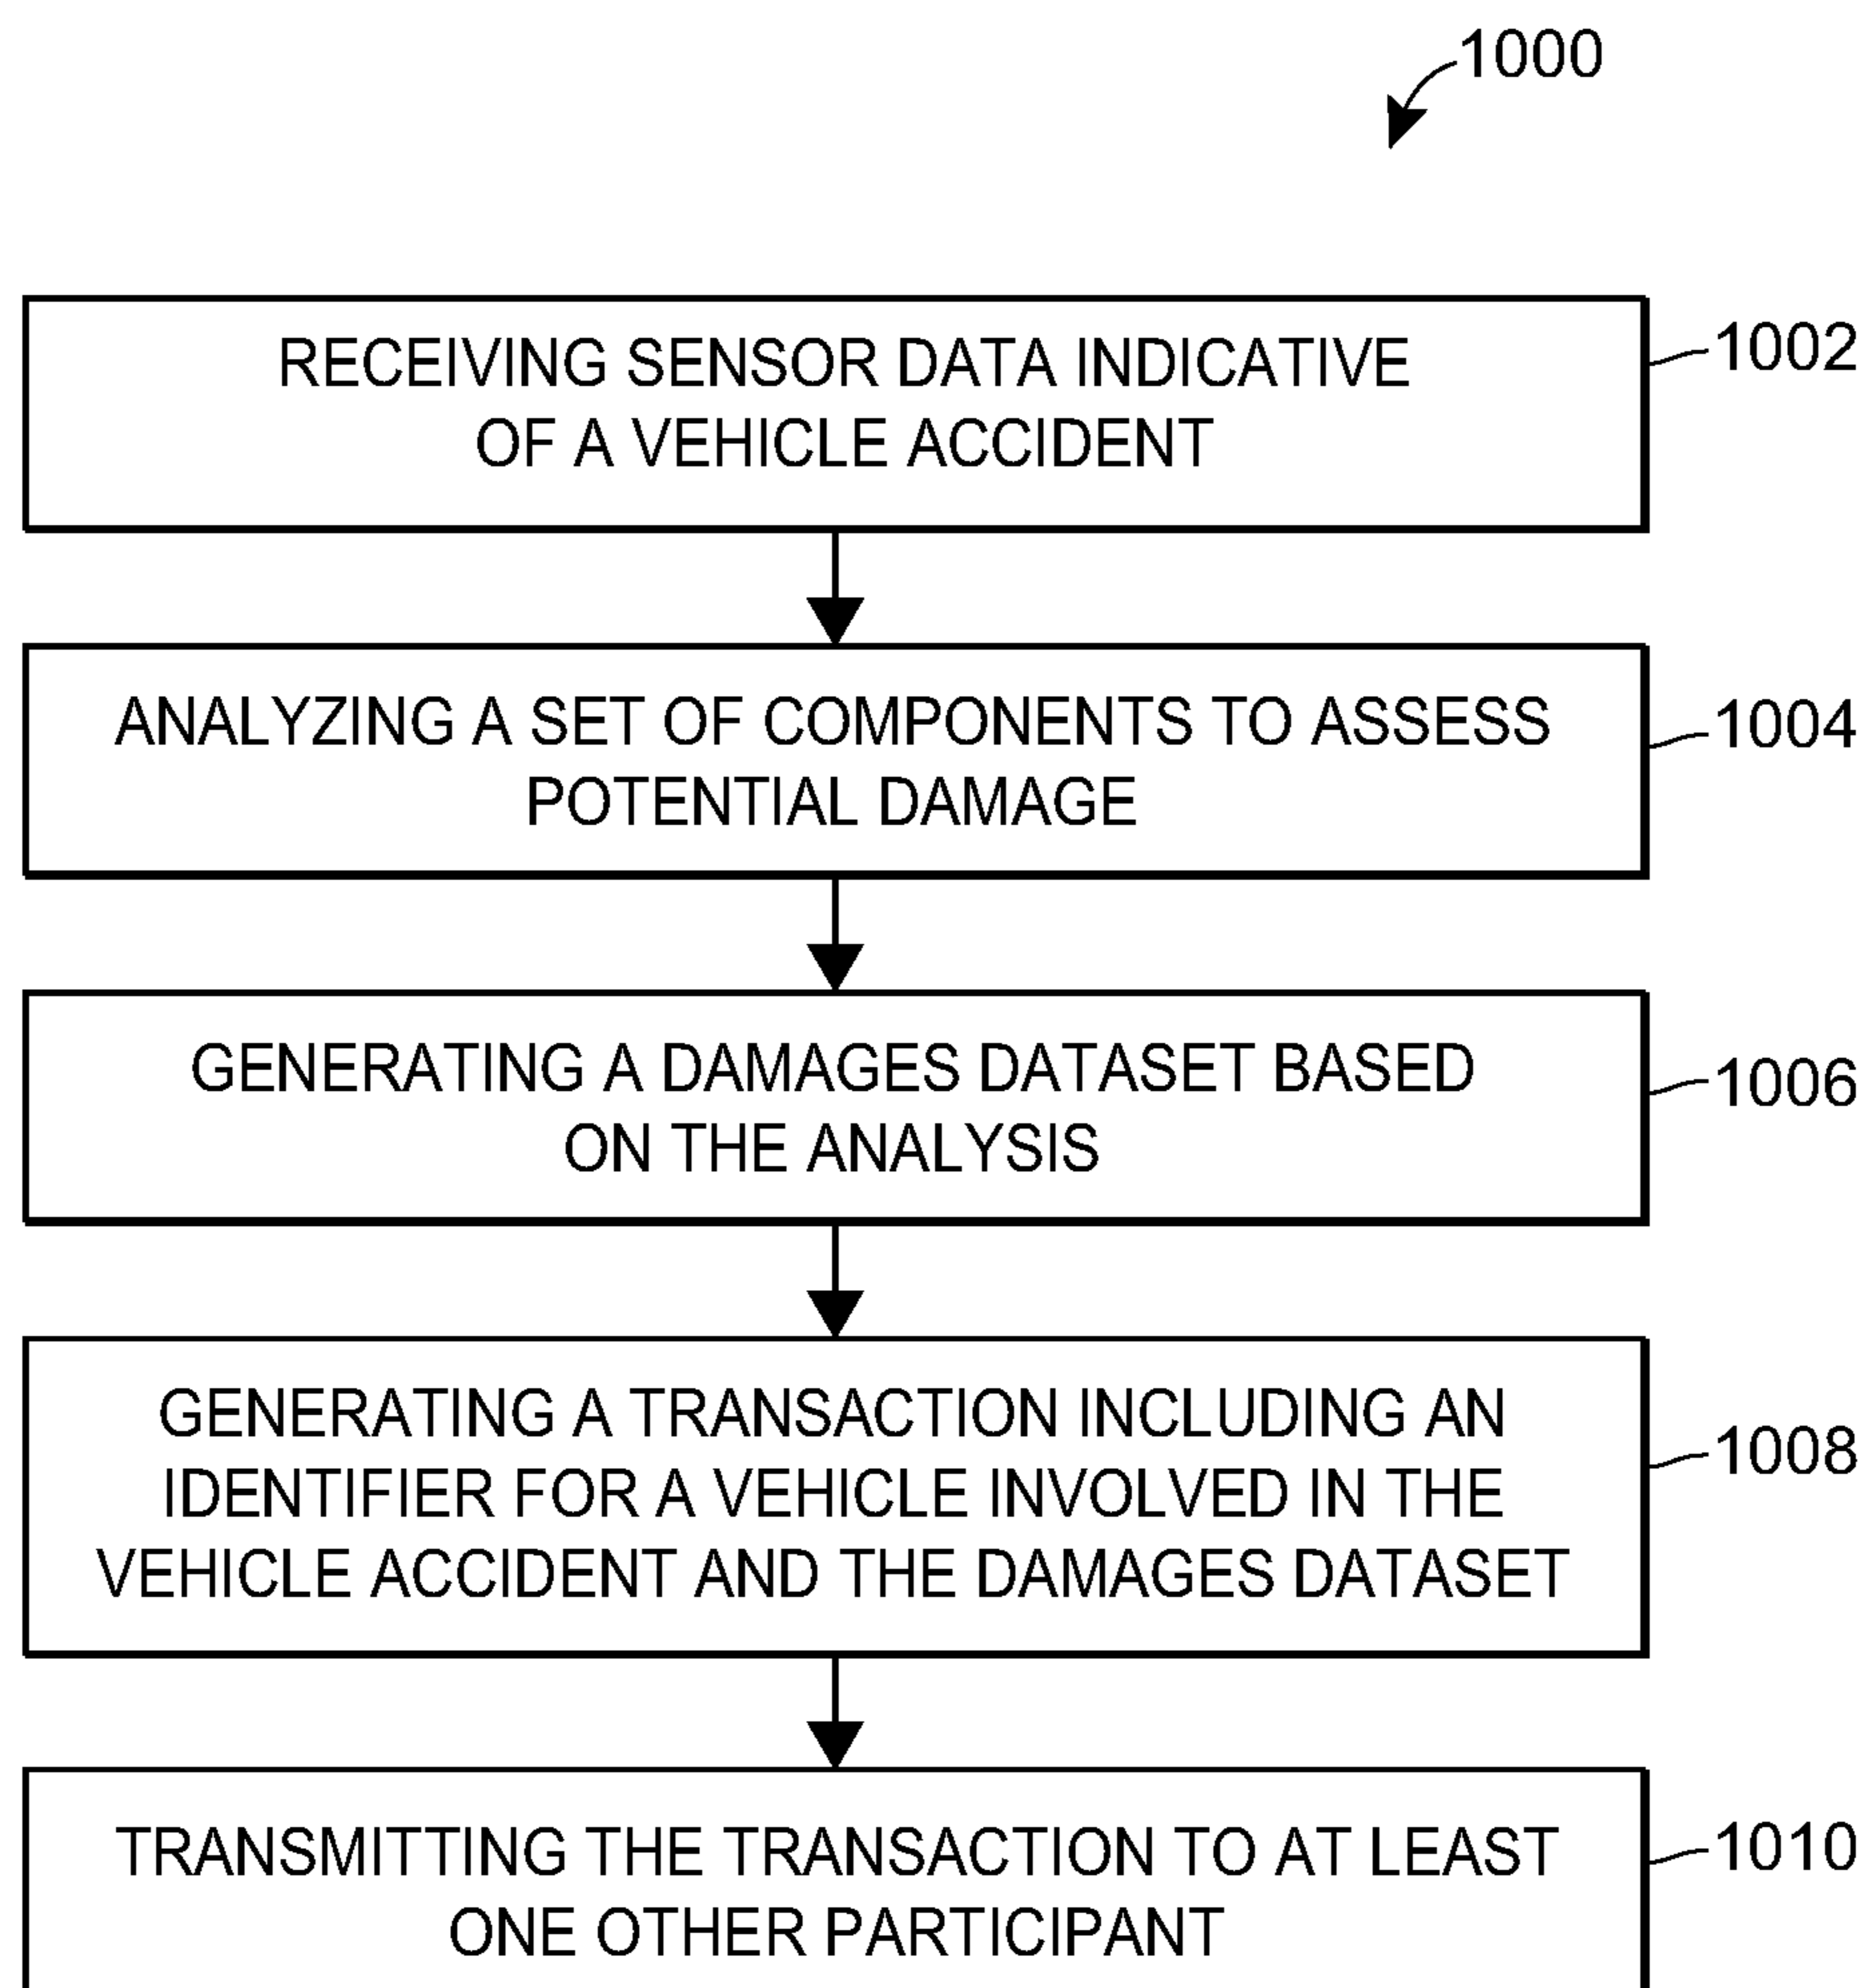 1000
RECEIVING SENSOR DATA INDICATIVE
OF A VEHICLE ACCIDENT
1002
ANALYZING A SET OF COMPONENTS TO ASSESS
POTENTIAL DAMAGE
1004
GENERATING A DAMAGES DATASET BASED
ON THE ANALYSIS
1006
GENERATING A TRANSACTION INCLUDING AN
IDENTIFIER FOR A VEHICLE INVOLVED IN THE
VEHICLE ACCIDENT AND THE DAMAGES DATASET
1008
TRANSMITTING THE TRANSACTION TO AT LEAST
ONE OTHER PARTICIPANT
1010